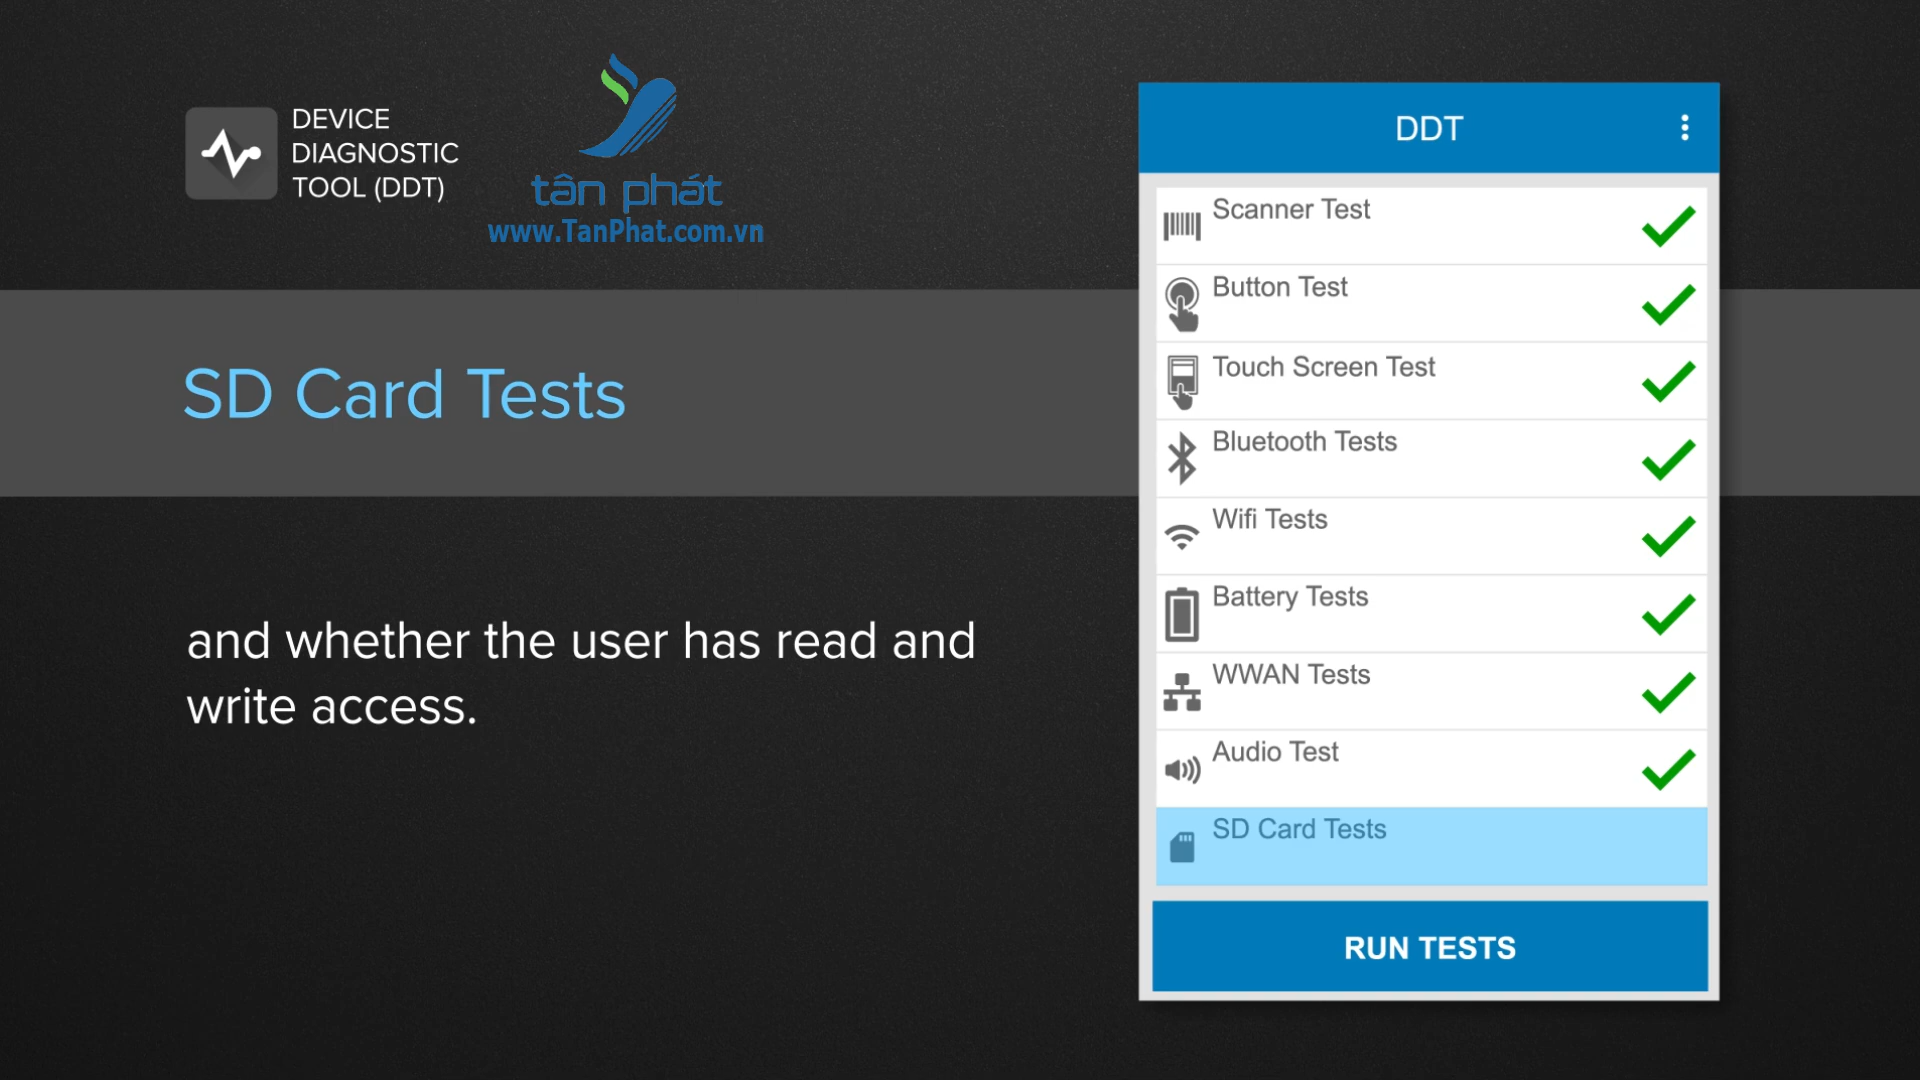 DEVICE
DIAGNOSTIC
TOOL (DDT)
tân phát
www.TanPhat.com.vn
SD Card Tests
and whether the user has read and
write access.
DDT
Scanner Test
Button Test
Touch Screen Test
Bluetooth Tests
Wifi Tests
Battery Tests
WWAN Tests
Audio Test
SD Card Tests
RUN TESTS